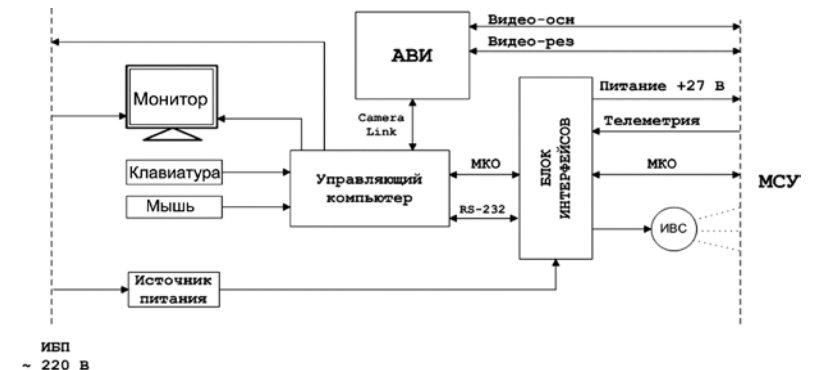 Видео-осн
Видео-рез
АВИ
Монитор
Camera
Link
Питание +27 В
Телеметрия
БЛОК
ИНТЕРФЕЙСОВ
Клавиатура
Управляющий
компьютер
МКО
МКО
МСУ
Мышь
RS-232
ИВС
Источник
питания
ИБП
~ 220 В